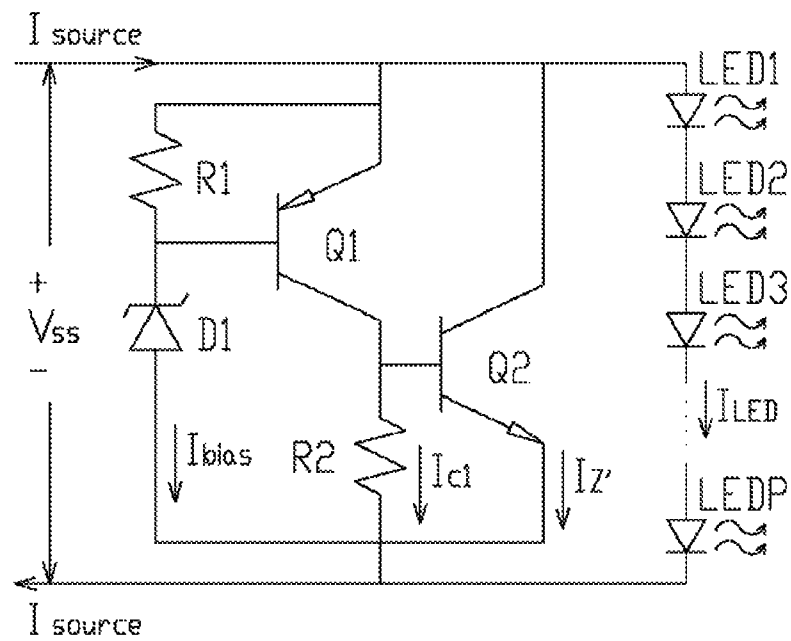 I source
LED1
R1
LED2
Q1
+
Vss
-
D1
LED3
Q2
ILED
Ibias
R2
Ic1
IZ'
LEDP
I source